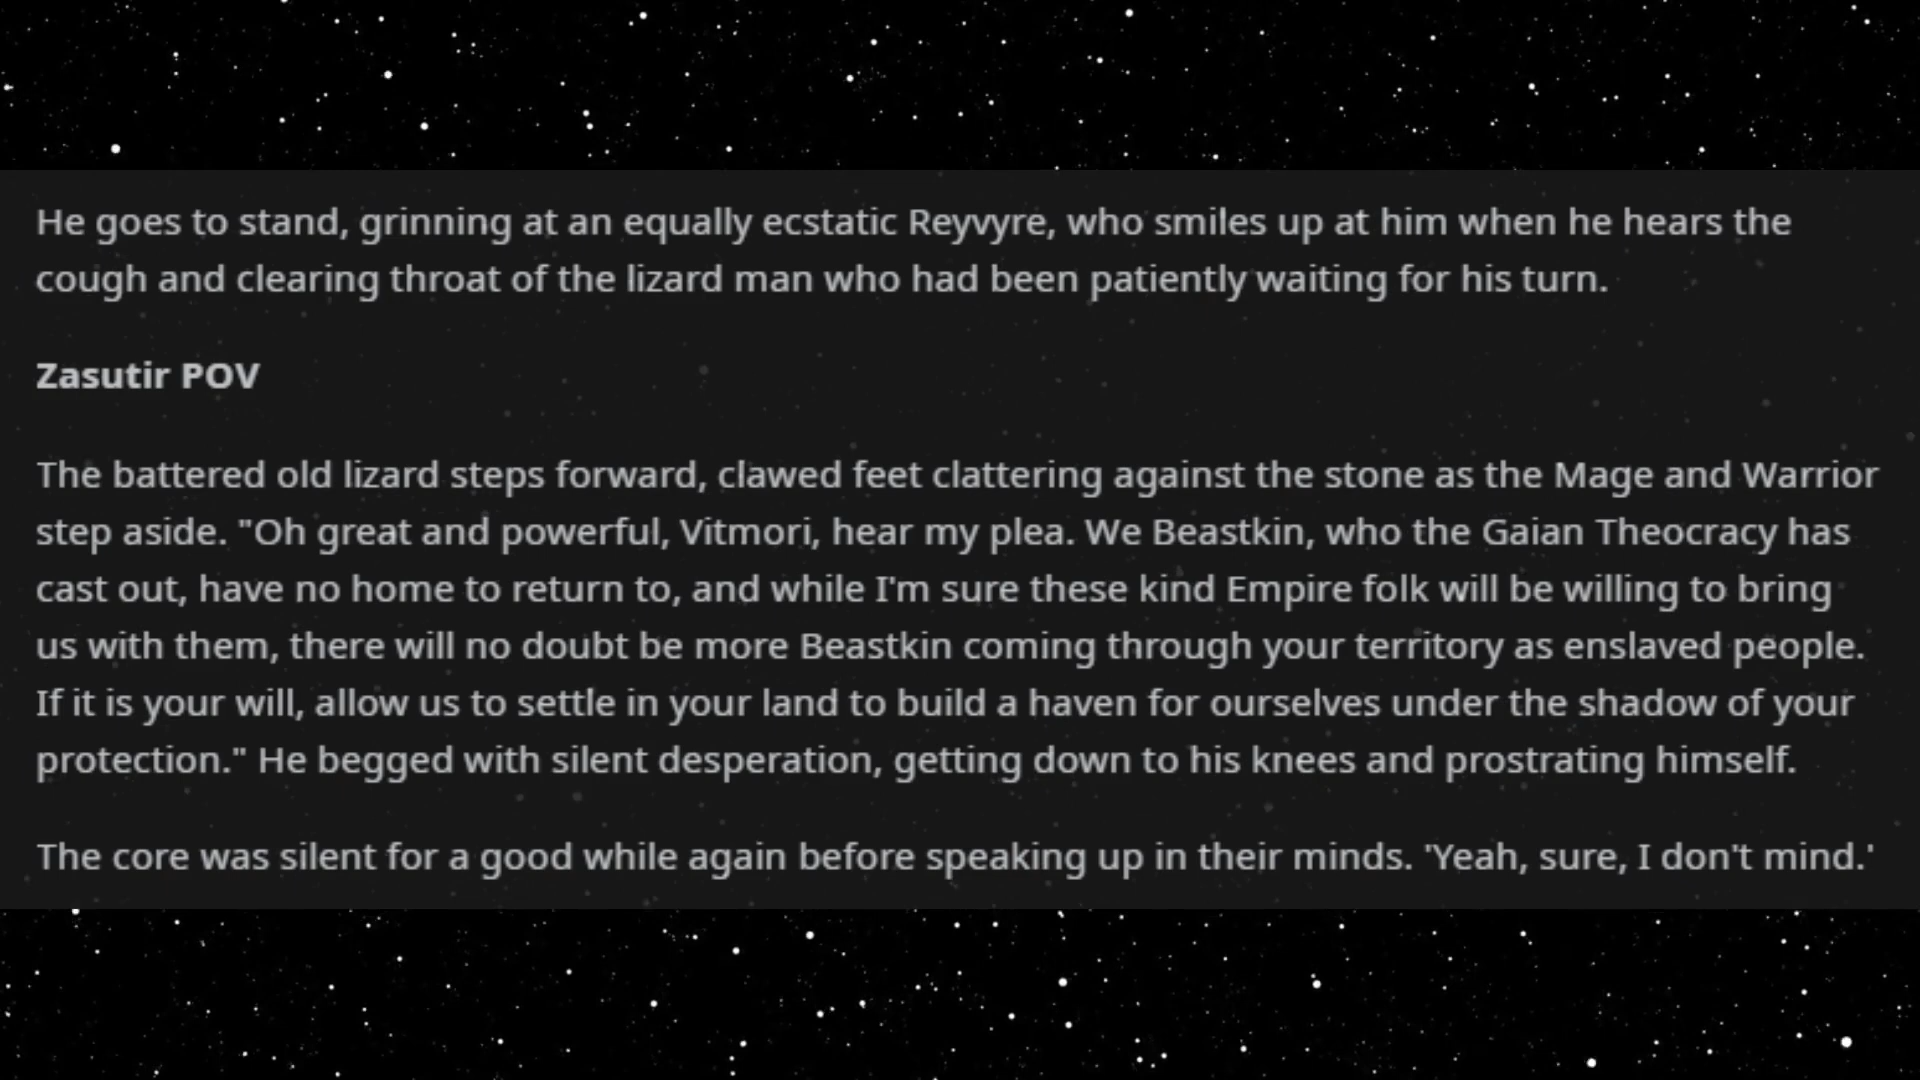 He goes to stand, grinning at an equally ecstatic Reyvyre, who smiles up at him when he hears the
cough and clearing throat of the lizard man who had been patiently waiting for his turn.
Zasutir POV
The battered old lizard steps forward, clawed feet clattering against the stone as the Mage and Warrior
step aside. "Oh great and powerful, Vitmori, hear my plea. We Beastkin, who the Gaian Theocracy has
cast out, have no home to return to, and while I'm sure these kind Empire folk will be willing to bring
us with them, there will no doubt be more Beastkin coming through your territory as enslaved people.
If it is your will, allow us to settle in your land to build a haven for ourselves under the shadow of your
protection." He begged with silent desperation, getting down to his knees and prostrating himself.
The core was silent for a good while again before speaking up in their minds. 'Yeah, sure, I don't mind.'